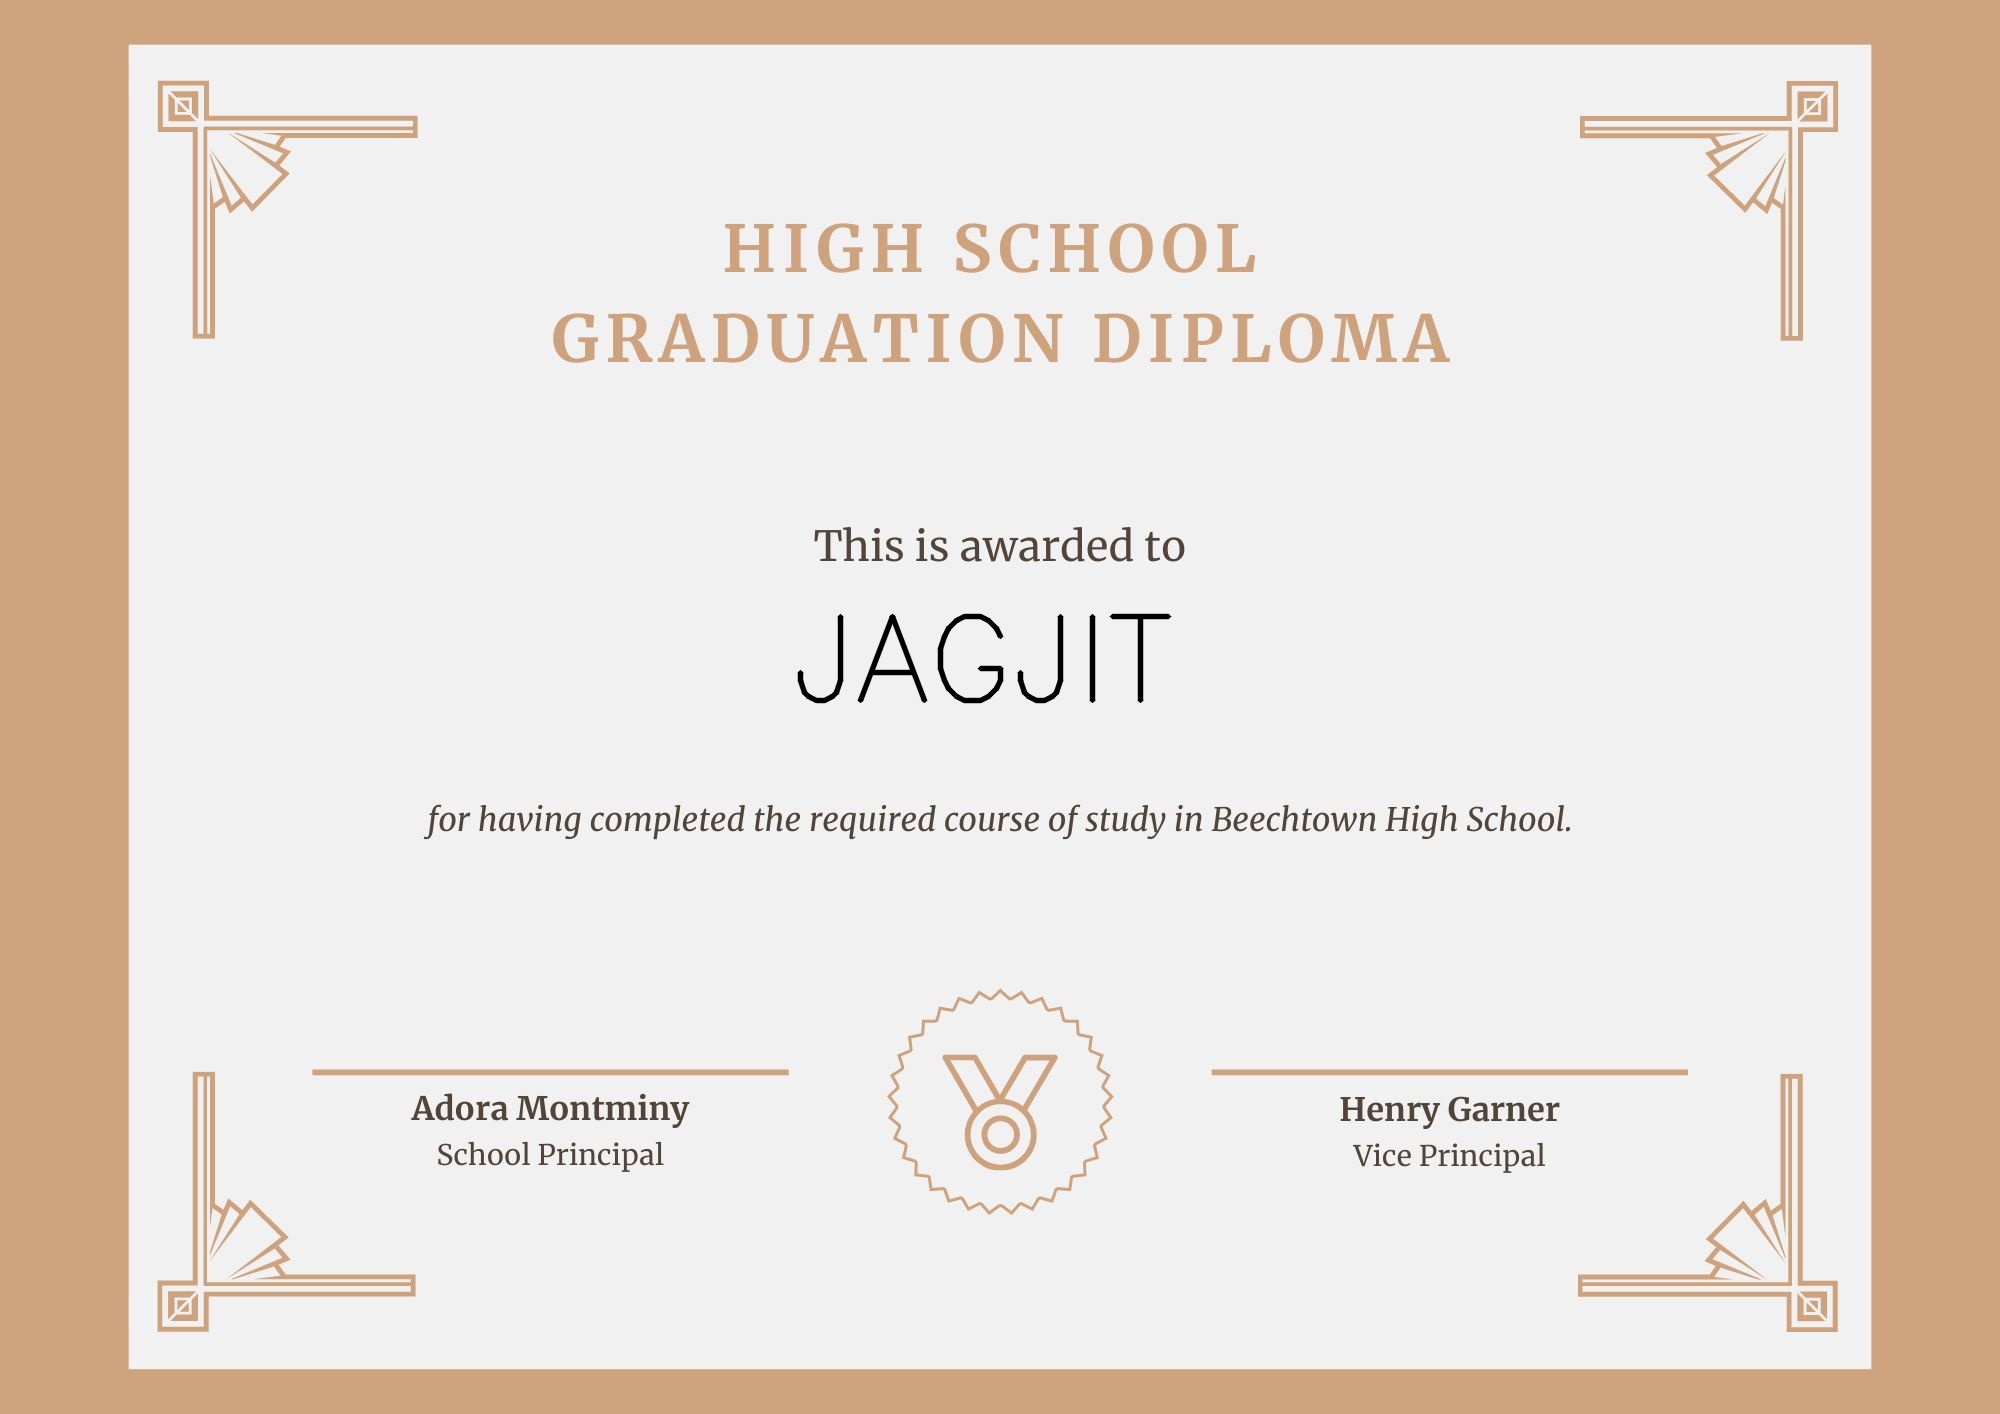 HIGH SCHOOL
GRADUATION DIPLOMA
This is awarded to
JAGJIT
for having completed the required course of study in Beechtown High School.
Adora Montminy
School Principal
Henry Garner
Vice Principal